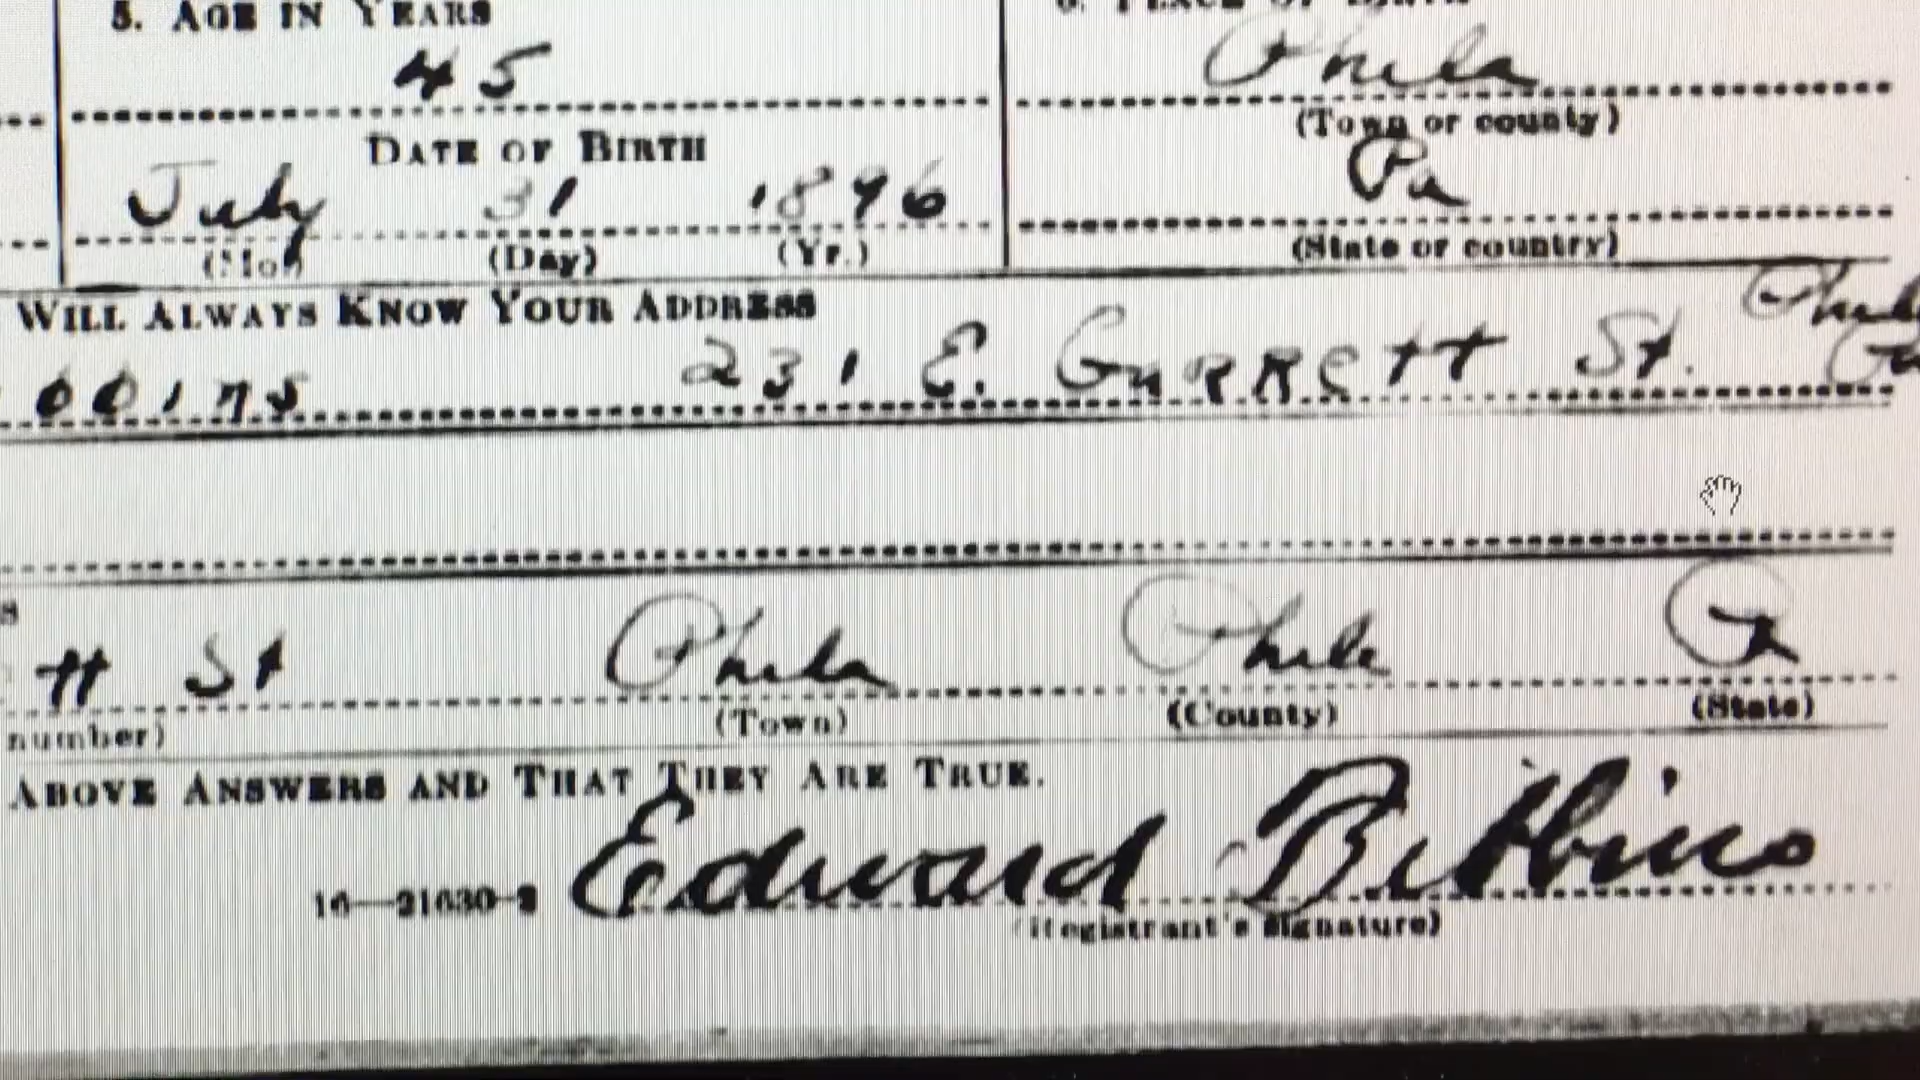 5. AGE IN YEARS
45
Phila
(Town or county)
DATE OF BIRTH
Pa
July 31 1896
(Mo.) (Day) (Yr.)
(State or country)
WILL ALWAYS KNOW YOUR ADDRESS
231 E. GARRETT St. Phila
tt St Phila Phila Pa
number) (Town) (County) (State)
ABOVE ANSWERS AND THAT THEY ARE TRUE.
16—21630-2 Edward Bibbins
(Registrant's signature)